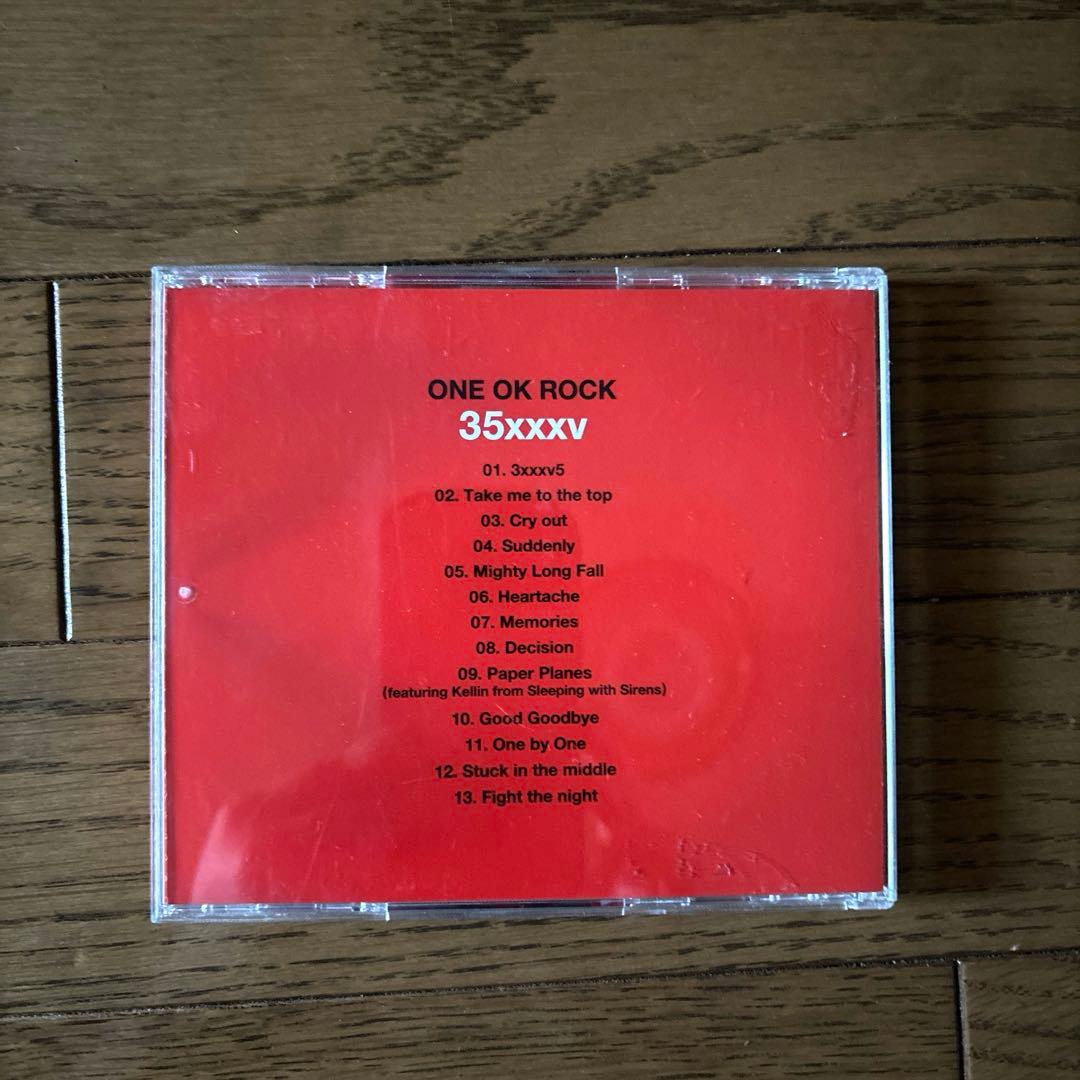 ONE OK ROCK
35xxxv
01. 3xxxv5
02. Take me to the top
03. Cry out
04. Suddenly
05. Mighty Long Fall
06. Heartache
07. Memories
08. Decision
09. Paper Planes
(featuring Kellin from Sleeping with Sirens)
10. Good Goodbye
11. One by One
12. Stuck in the middle
13. Fight the night